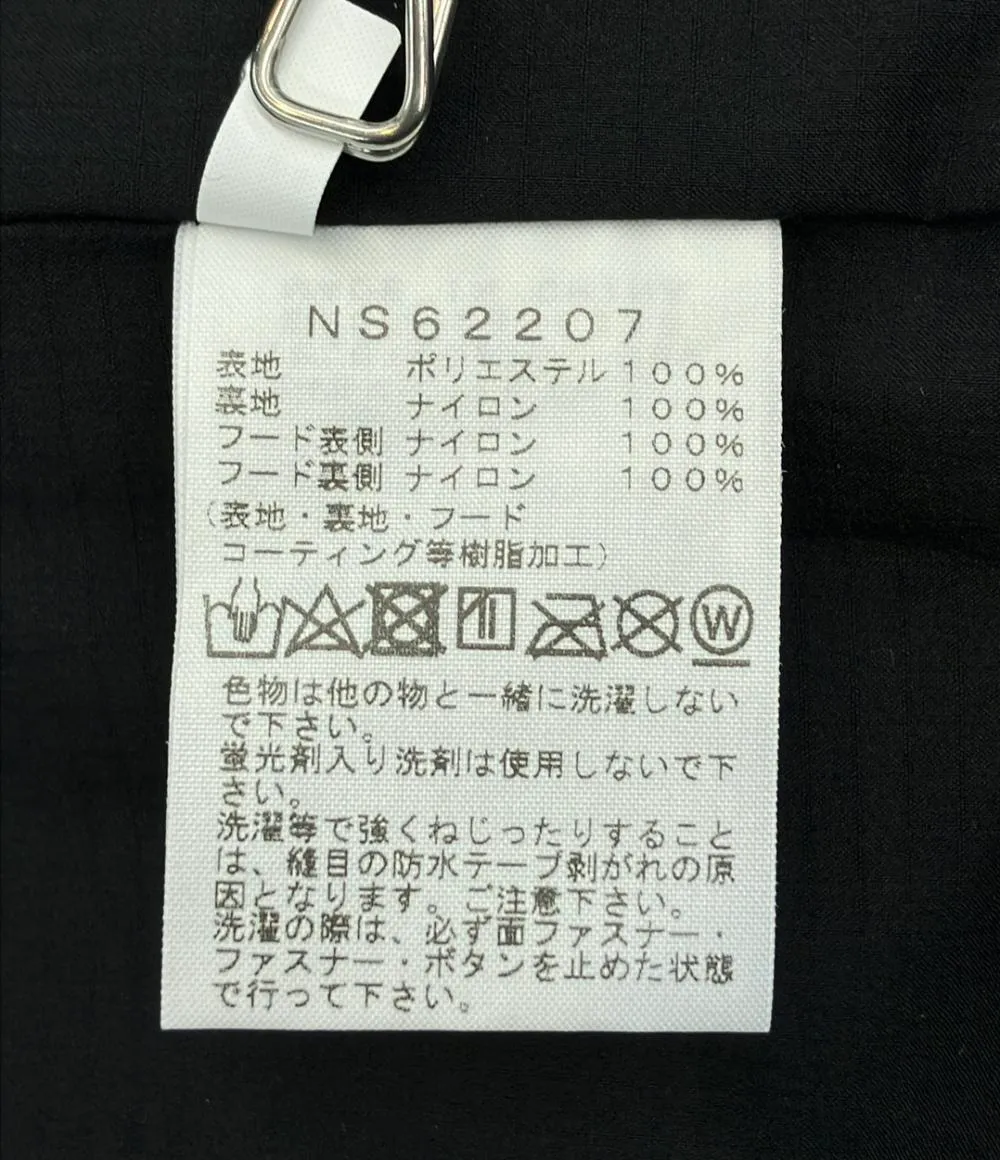 NS62207
表地 ポリエステル 100%
裏地 ナイロン 100%
フード表側 ナイロン 100%
フード裏側 ナイロン 100%
(表地・裏地・フード
コーティング等樹脂加工)
W
色物は他の物と一緒に洗濯しない
で下さい。
蛍光剤入り洗剤は使用しないで下
さい。
洗濯等で強くねじったりすること
は、縫目の防水テープ剥がれの原
因となります。ご注意下さい。
洗濯の際は、必ず面ファスナー・
ファスナー・ボタンを止めた状態
で行って下さい。